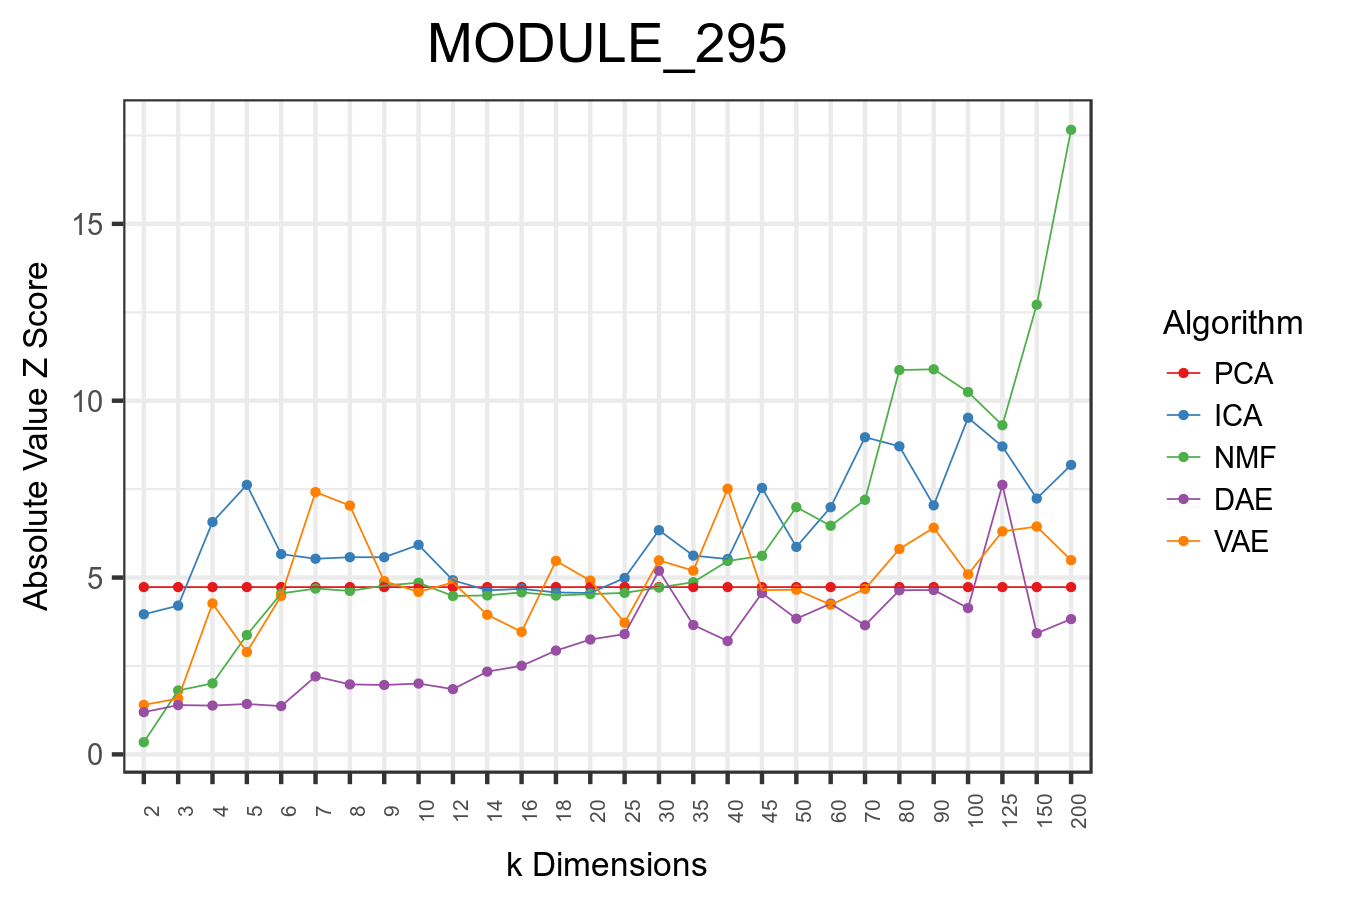 MODULE_295
Absolute Value Z Score
15
10
5
0
2 3 4 5 6 7 8 9 10 12 14 16 18 20 25 30 35 40 45 50 60 70 80 90 100 125 150 200
k Dimensions
Algorithm
PCA
ICA
NMF
DAE
VAE